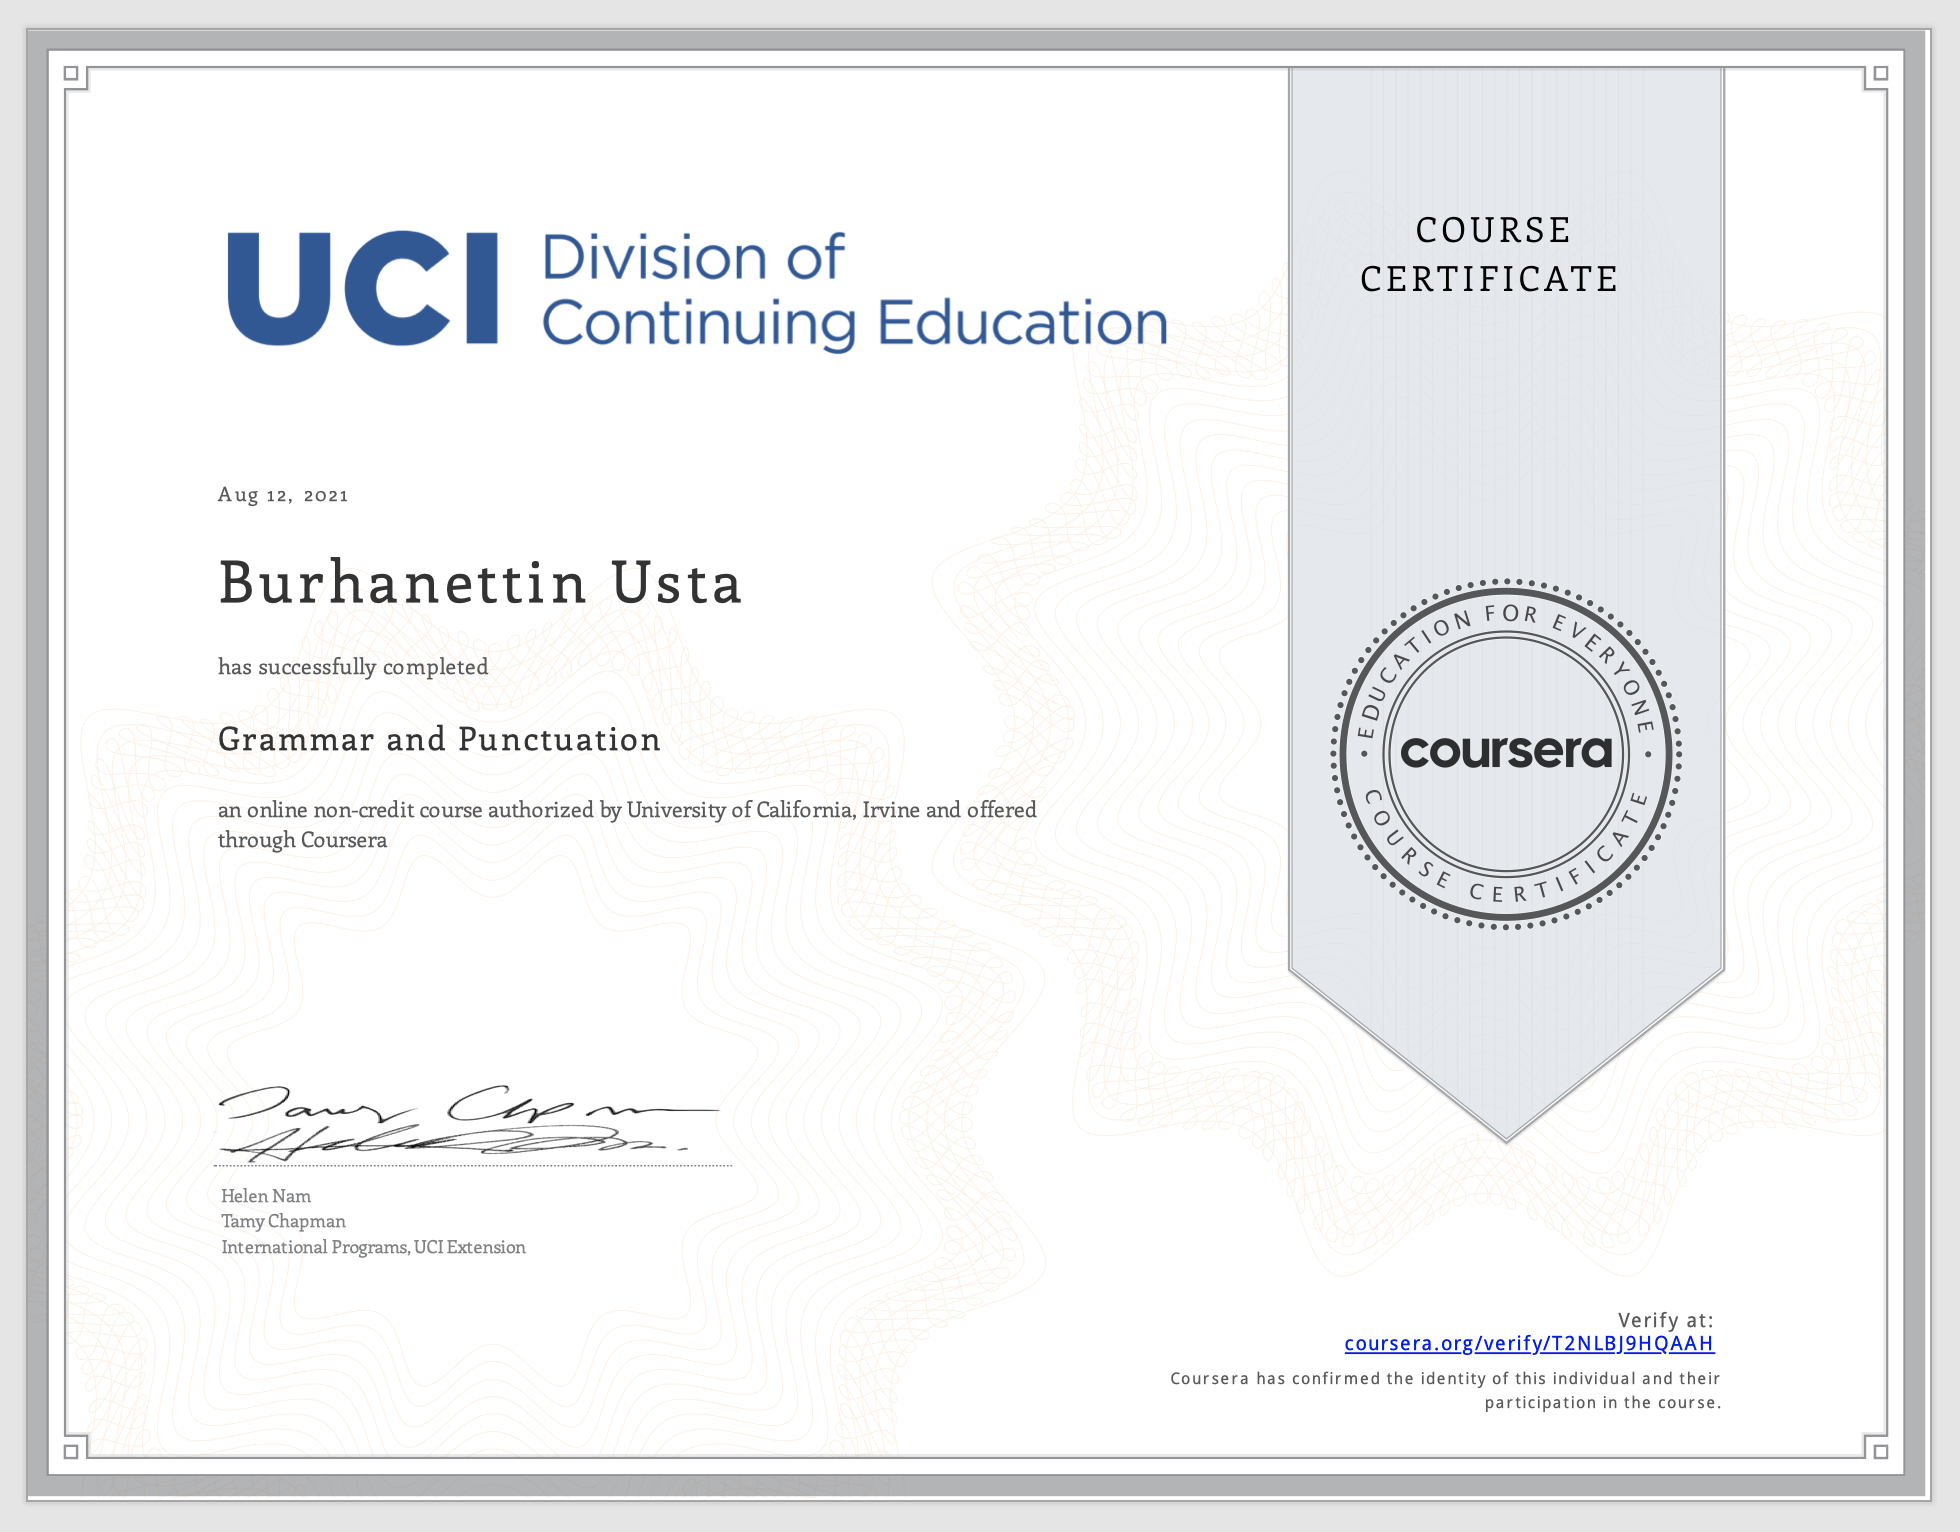 UCI Division of
Continuing Education
COURSE
CERTIFICATE
Aug 12, 2021
Burhanettin Usta
has successfully completed
Grammar and Punctuation
an online non-credit course authorized by University of California, Irvine and offered
through Coursera
EDUCATION FOR EVERYONE
coursera
COURSE CERTIFICATE
Helen Nam
Tamy Chapman
International Programs, UCI Extension
Verify at:
coursera.org/verify/T2NLBJ9HQAAH
Coursera has confirmed the identity of this individual and their
participation in the course.